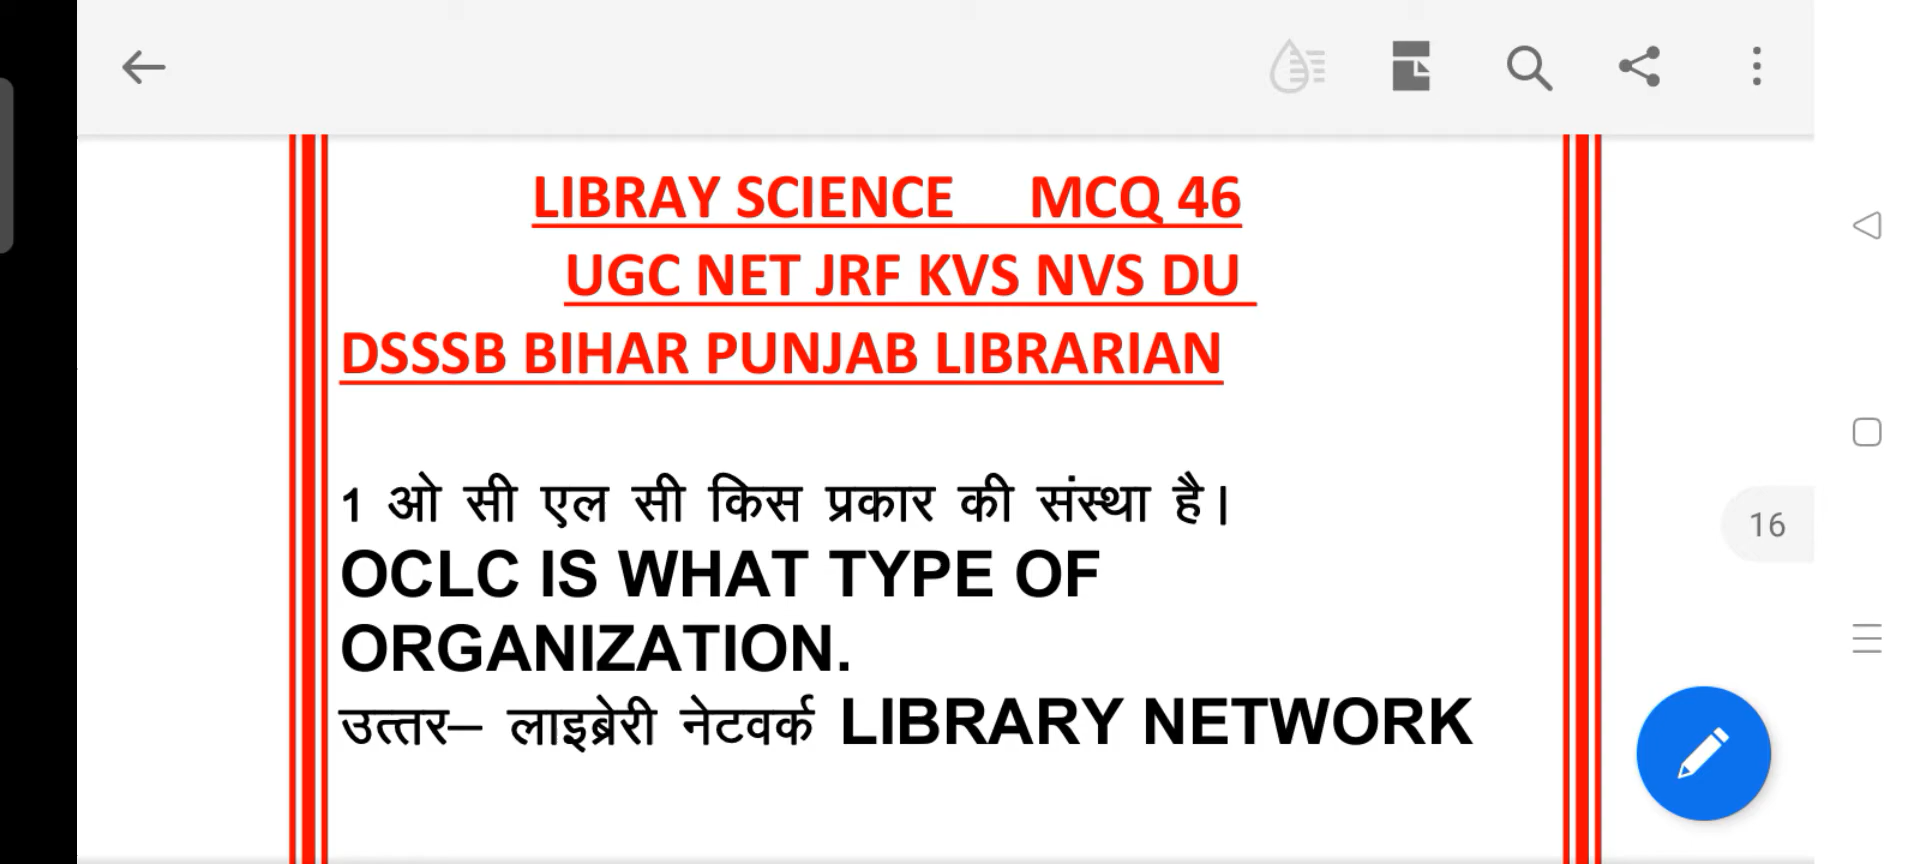 LIBRAY SCIENCE MCQ 46
UGC NET JRF KVS NVS DU
DSSSB BIHAR PUNJAB LIBRARIAN
1 ओ सी एल सी किस प्रकार की संस्था है।
OCLC IS WHAT TYPE OF
ORGANIZATION.
उत्तर– लाइब्रेरी नेटवर्क LIBRARY NETWORK
16